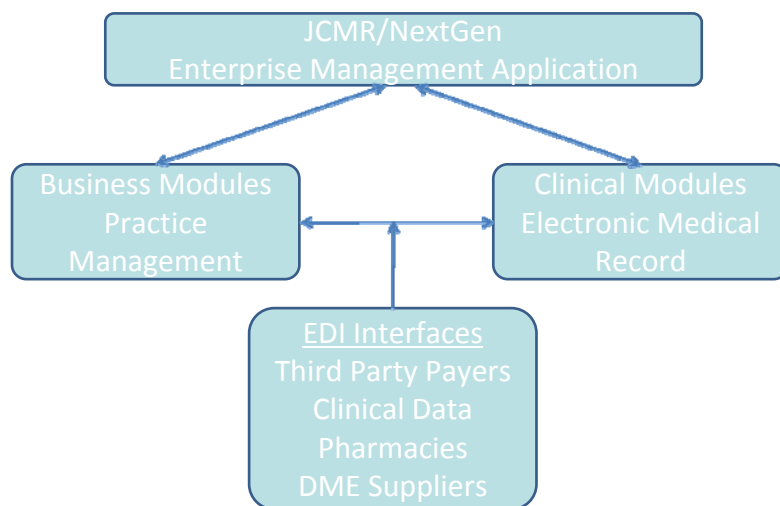 JCMR/NextGen
Enterprise Management Application
Business Modules
Practice
Management
Clinical Modules
Electronic Medical
Record
EDI Interfaces
Third Party Payers
Clinical Data
Pharmacies
DME Suppliers